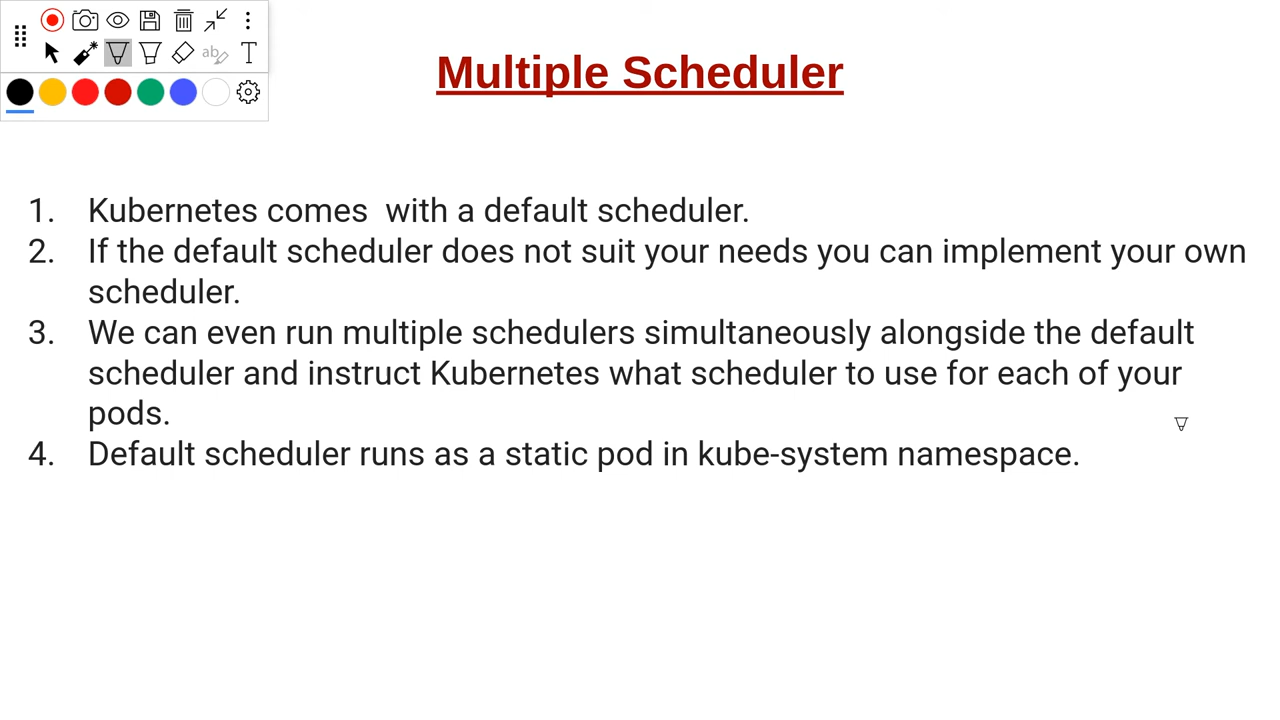 ab
T
Multiple Scheduler
1. Kubernetes comes  with a default scheduler.
2. If the default scheduler does not suit your needs you can implement your own
scheduler.
3. We can even run multiple schedulers simultaneously alongside the default
scheduler and instruct Kubernetes what scheduler to use for each of your
pods.
4. Default scheduler runs as a static pod in kube-system namespace.